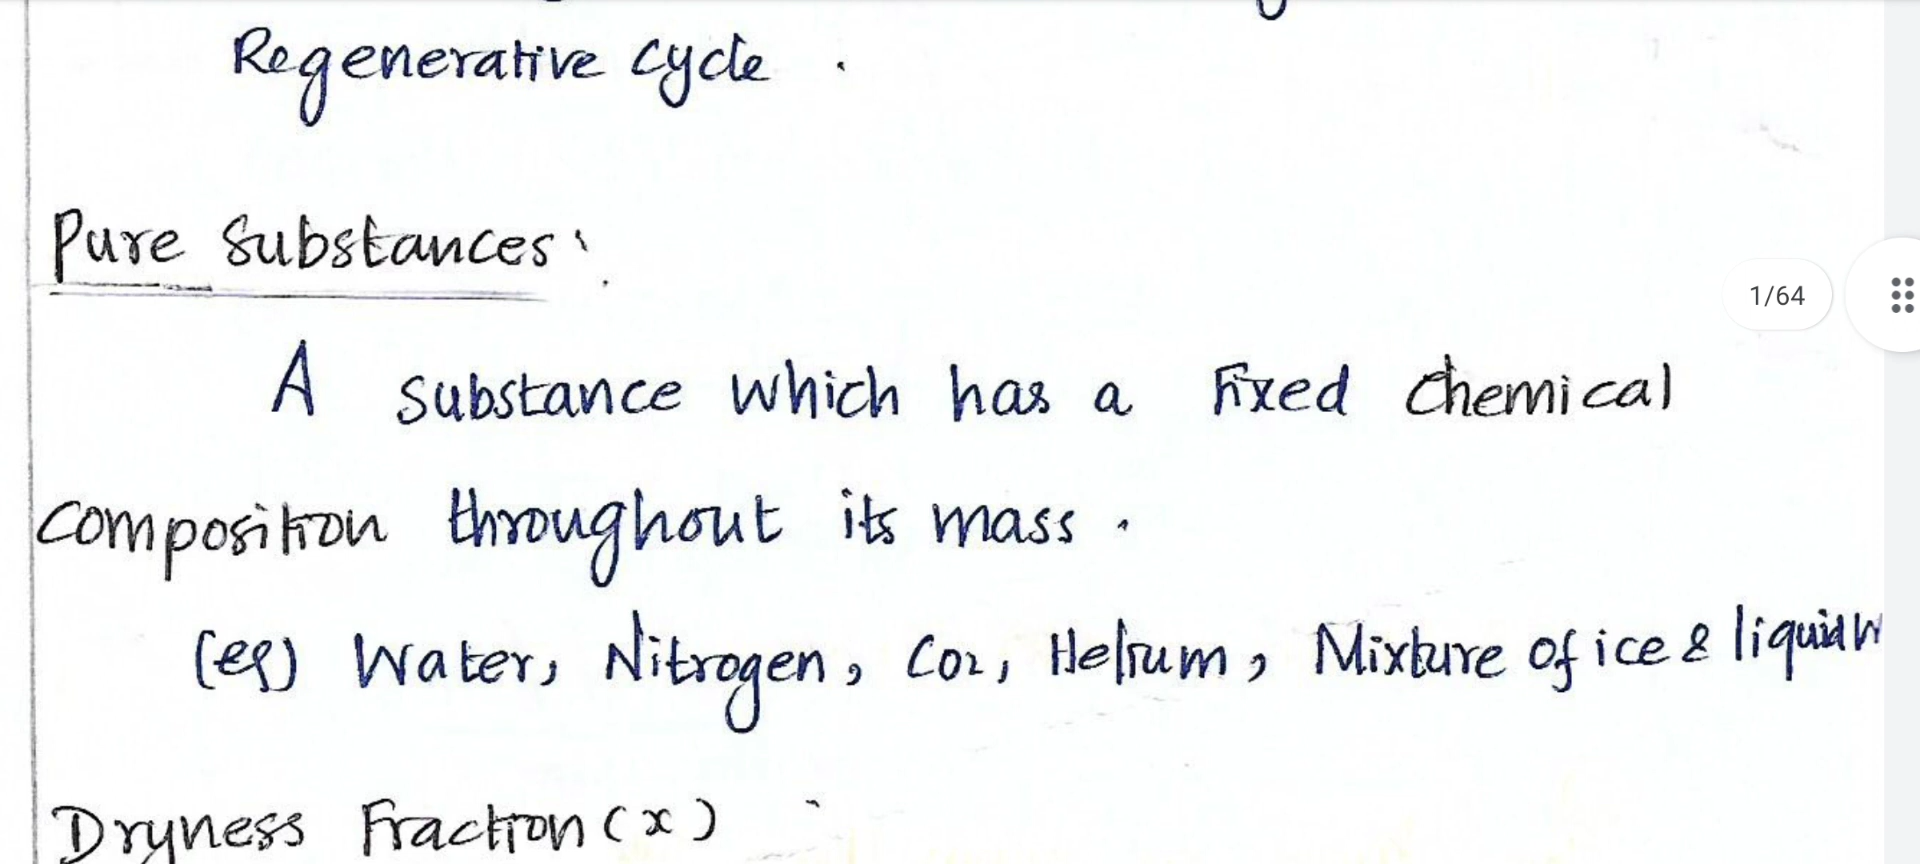 Regenerative cycle .
Pure Substances:
A substance which has a fixed chemical
composition throughout its mass .
(eg) Water, Nitrogen, CO2, Helium, Mixture of ice & liquid w
Dryness Fraction (x)
1/64